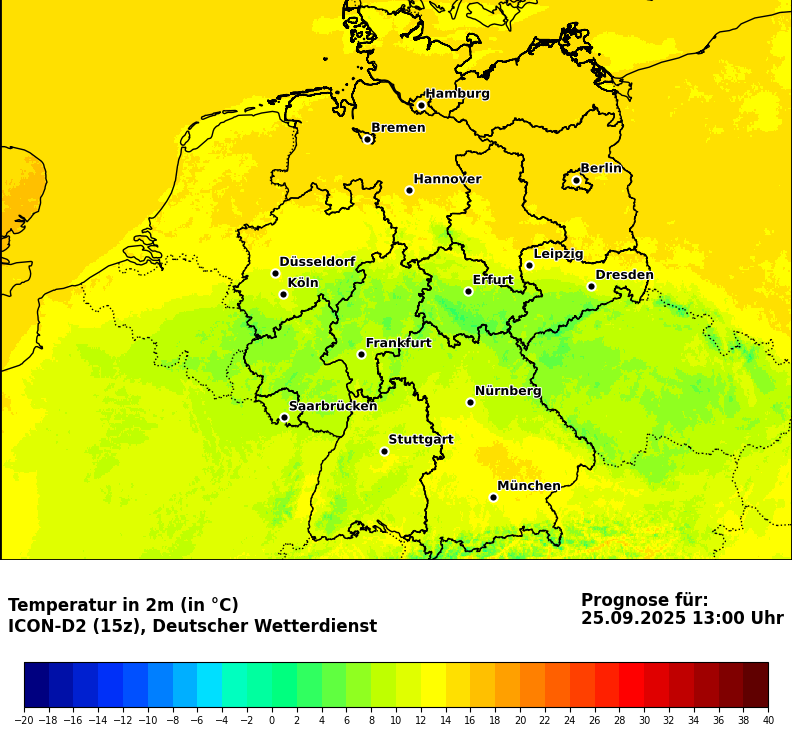 Hamburg
Bremen
Berlin
Hannover
Leipzig
Düsseldorf
Dresden
Köln
Erfurt
Frankfurt
Nürnberg
Saarbrücken
Stuttgart
München
Temperatur in 2m (in °C)
ICON-D2 (15z), Deutscher Wetterdienst
Prognose für:
25.09.2025 13:00 Uhr
−20 −18 −16 −14 −12 −10 −8 −6 −4 −2 0 2 4 6 8 10 12 14 16 18 20 22 24 26 28 30 32 34 36 38 40